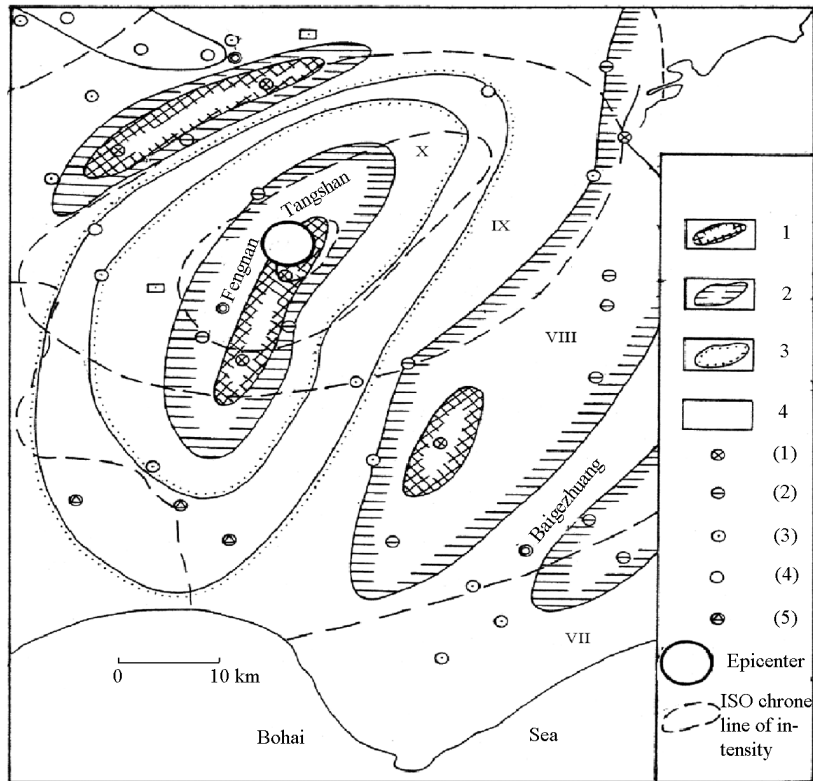 X
Tangshan
IX
Fengnan
VIII
Baigezhuang
VII
0 10 km
Bohai Sea
1
2
3
4
(1)
(2)
(3)
(4)
(5)
Epicenter
ISO chrone
line of in-
tensity